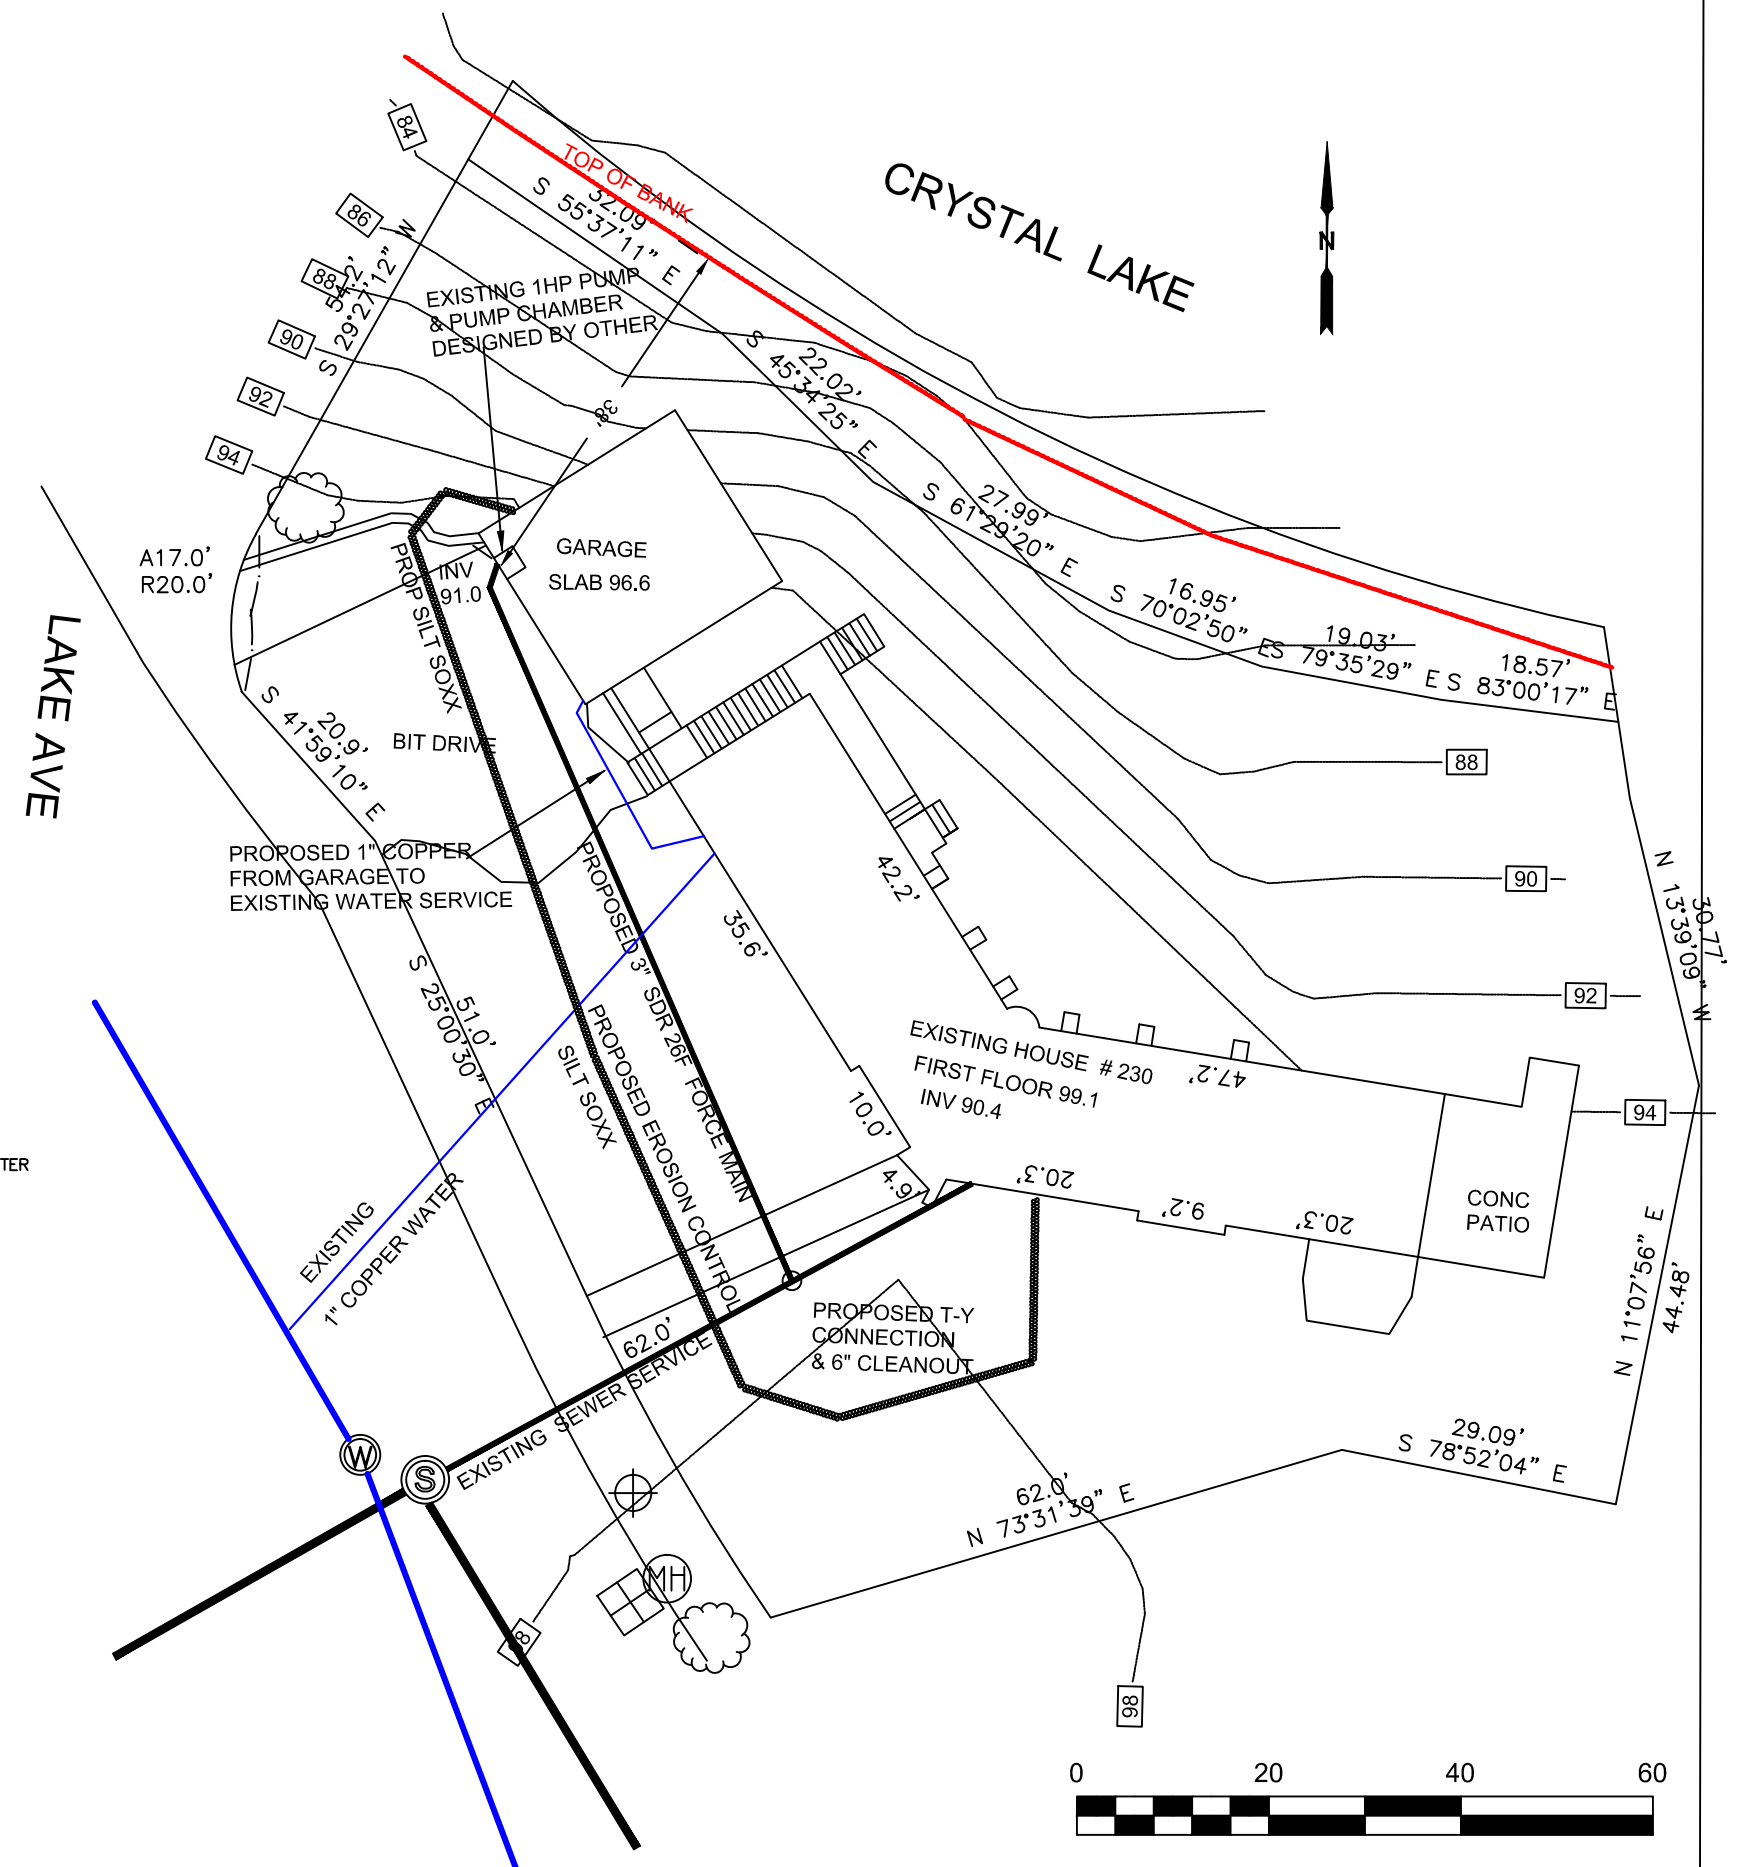 84
TOP OF BANK
32.09'
S 55°37'11" E
CRYSTAL LAKE
N
86
88
54.2'
S 29°27'12" W
EXISTING 1HP PUMP
& PUMP CHAMBER
DESIGNED BY OTHER
90
92
94
38'
22.02'
S 45°34'25" E
27.99'
S 61°29'20" E
16.95'
S 70°02'50" E
19.03'
S 79°35'29" E
18.57'
S 83°00'17" E
A17.0'
R20.0'
INV
91.0
GARAGE
SLAB 96.6
PROP SILT SOXX
LAKE AVE
20.9'
S 41°59'10" E
BIT DRIVE
88
90
92
94
PROPOSED 1" COPPER
FROM GARAGE TO
EXISTING WATER SERVICE
42.2'
35.6'
30.77'
N 13°39'09" W
51.0'
S 25°00'30" E
PROPOSED 3" SDR 26F FORCE MAIN
PROPOSED EROSION CONTROL
SILT SOXX
EXISTING HOUSE # 230
FIRST FLOOR 99.1
INV 90.4
47.2'
10.0'
4.9'
20.3'
9.2'
20.3'
CONC
PATIO
TER
EXISTING
1" COPPER WATER
N 11°07'56" E
44.48'
PROPOSED T-Y
CONNECTION
& 6" CLEANOUT
62.0'
EXISTING SEWER SERVICE
W
S
29.09'
S 78°52'04" E
62.0'
N 73°31'39" E
MH
98
0 20 40 60